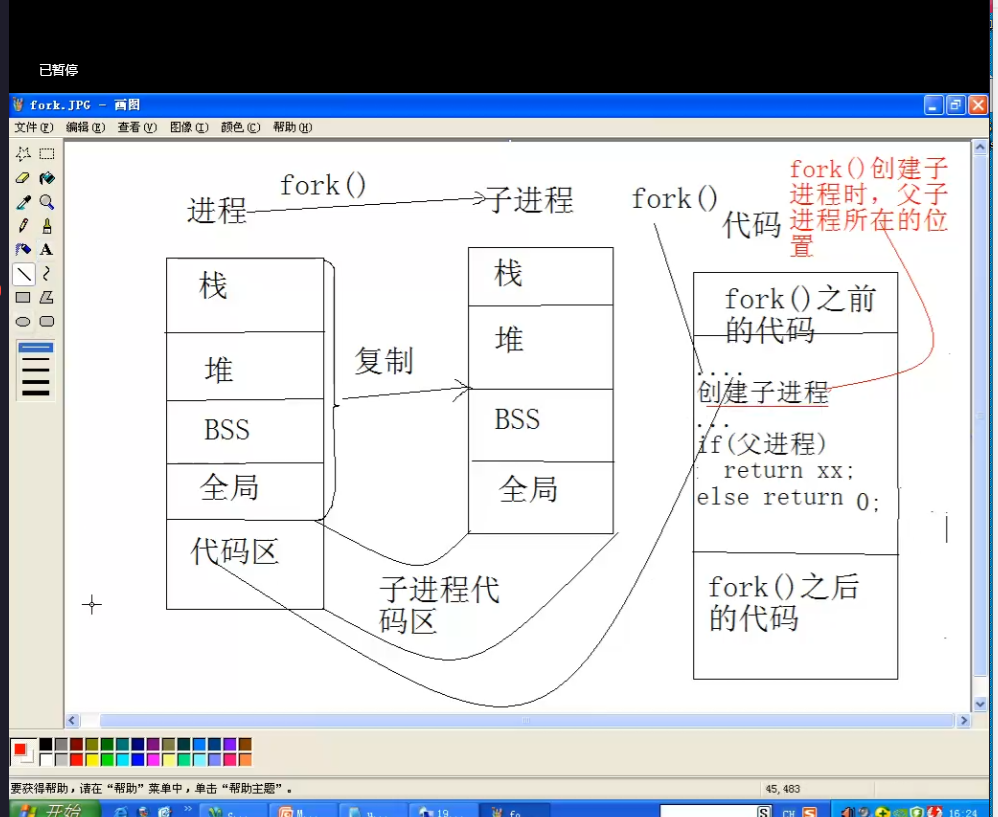 已暂停
fork.JPG - 画图
文件(F) 编辑(E) 查看(V) 图像(I) 颜色(C) 帮助(H)
进程
fork()
子进程
fork()
代码
fork()创建子
进程时，父子
进程所在的位
置
栈
堆
BSS
全局
代码区
复制
栈
堆
BSS
全局
子进程代
码区
fork()之前
的代码
....
创建子进程
...
if(父进程)
return xx;
else return 0;
fork()之后
的代码
要获得帮助，请在“帮助”菜单中，单击“帮助主题”。
45,483
开始
19
fo
CH
15:24